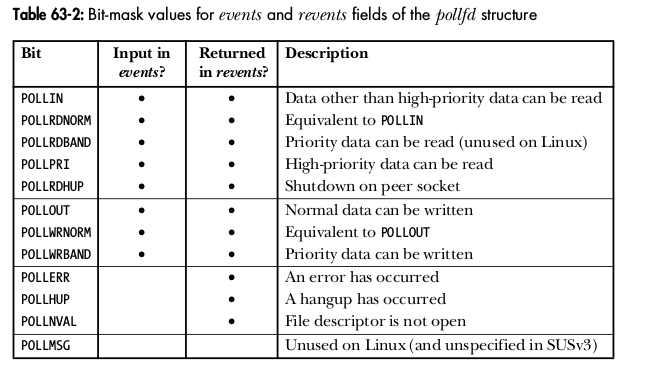 Table 63-2: Bit-mask values for events and revents fields of the pollfd structure
Bit Input in events? Returned in revents? Description
POLLIN • • Data other than high-priority data can be read
POLLRDNORM • • Equivalent to POLLIN
POLLRDBAND • • Priority data can be read (unused on Linux)
POLLPRI • • High-priority data can be read
POLLRDHUP • • Shutdown on peer socket
POLLOUT • • Normal data can be written
POLLWRNORM • • Equivalent to POLLOUT
POLLWRBAND • • Priority data can be written
POLLERR • An error has occurred
POLLHUP • A hangup has occurred
POLLNVAL • File descriptor is not open
POLLMSG Unused on Linux (and unspecified in SUSv3)